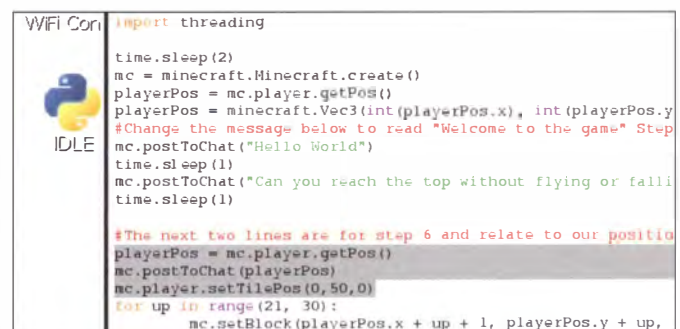 WiFi Con
IDLE
import threading
time.sleep(2)
mc = minecraft.Minecraft.create()
playerPos = mc.player.getPos()
playerPos = minecraft.Vec3(int(playerPos.x), int(playerPos.y
#Change the message below to read "Welcome to the game" Step
mc.postToChat("Hello World")
time.sleep(1)
mc.postToChat("Can you reach the top without flying or falli
time.sleep(1)
#The next two lines are for step 6 and relate to our positio
playerPos = mc.player.getPos()
mc.postToChat(playerPos)
mc.player.setTilePos(0,50,0)
for up in range(21, 30):
mc.setBlock(playerPos.x + up + 1, playerPos.y + up,